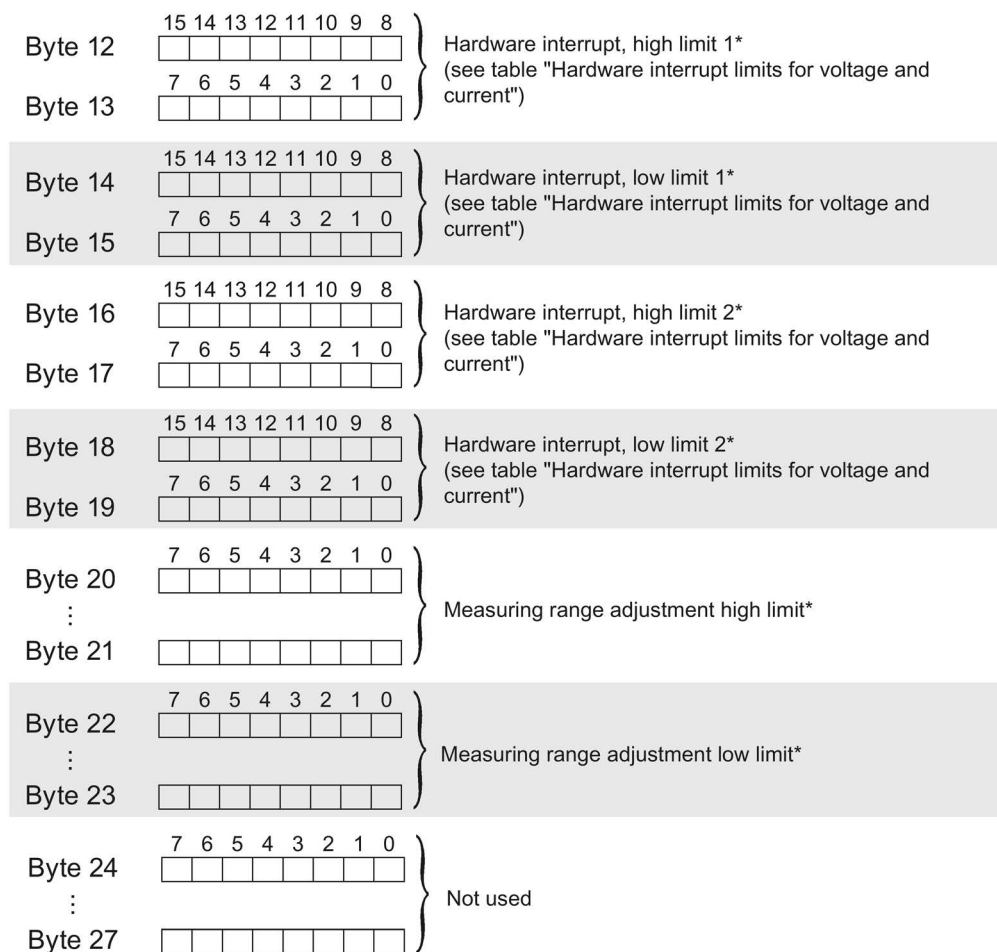 15 14 13 12 11 10 9 8
Byte 12
7 6 5 4 3 2 1 0
Byte 13
Hardware interrupt, high limit 1*
(see table "Hardware interrupt limits for voltage and
current")
15 14 13 12 11 10 9 8
Byte 14
7 6 5 4 3 2 1 0
Byte 15
Hardware interrupt, low limit 1*
(see table "Hardware interrupt limits for voltage and
current")
15 14 13 12 11 10 9 8
Byte 16
7 6 5 4 3 2 1 0
Byte 17
Hardware interrupt, high limit 2*
(see table "Hardware interrupt limits for voltage and
current")
15 14 13 12 11 10 9 8
Byte 18
7 6 5 4 3 2 1 0
Byte 19
Hardware interrupt, low limit 2*
(see table "Hardware interrupt limits for voltage and
current")
7 6 5 4 3 2 1 0
Byte 20
⋮
Byte 21
Measuring range adjustment high limit*
7 6 5 4 3 2 1 0
Byte 22
⋮
Byte 23
Measuring range adjustment low limit*
7 6 5 4 3 2 1 0
Byte 24
⋮
Byte 27
Not used